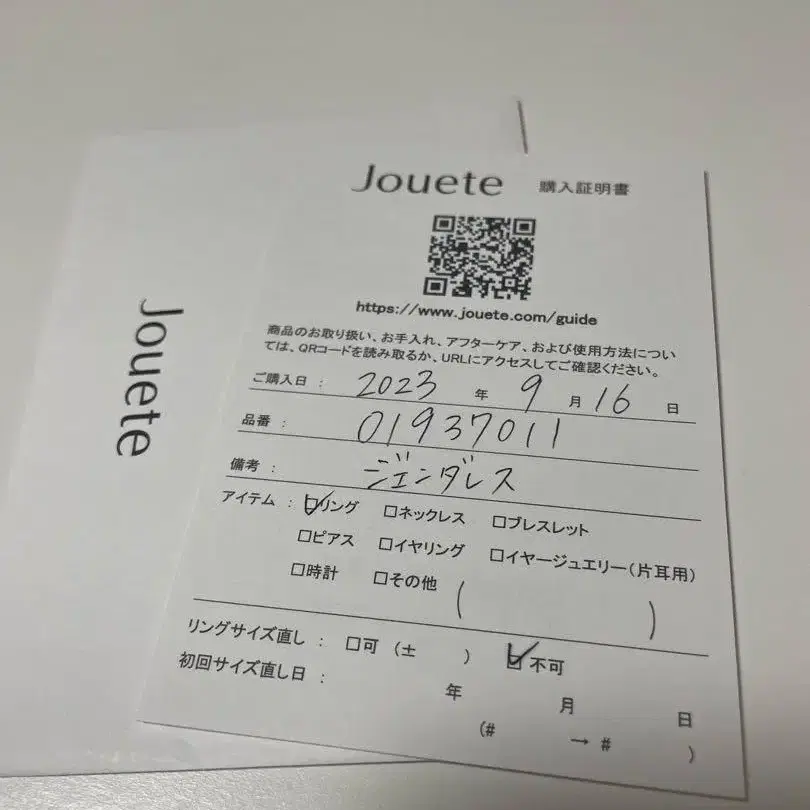 Jouete
Jouete 購入証明書
https://www.jouete.com/guide
商品のお取り扱い、お手入れ、アフターケア、および使用方法につい
ては、QRコードを読み取るか、URLにアクセスしてご確認ください。
ご購入日 : 2023 年 9 月 16 日
品番 : 01937011
備考 : ジェンダレス
アイテム : ☑リング □ネックレス □ブレスレット
□ピアス □イヤリング □イヤージュエリー(片耳用)
□時計 □その他 ( )
リングサイズ直し : □可 (± ) ☑不可
初回サイズ直し日 : 年 月 日
(# → # )